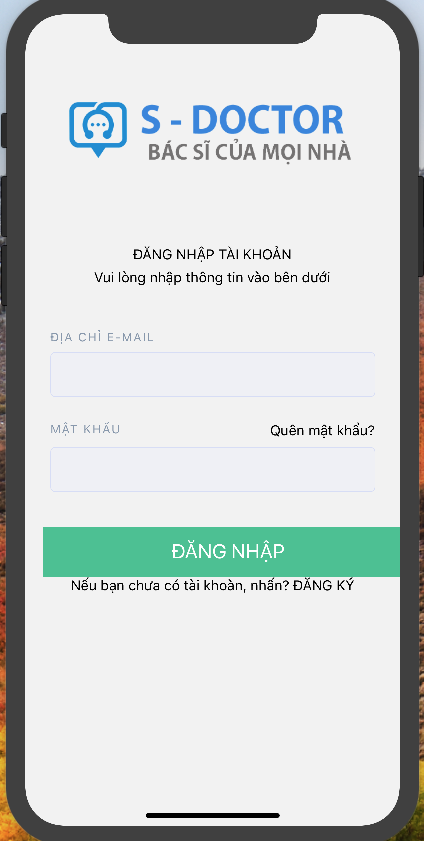 S - DOCTOR
BÁC SĨ CỦA MỌI NHÀ
ĐĂNG NHẬP TÀI KHOẢN
Vui lòng nhập thông tin vào bên dưới
ĐỊA CHỈ E-MAIL
MẬT KHẨU Quên mật khẩu?
ĐĂNG NHẬP
Nếu bạn chưa có tài khoản, nhấn? ĐĂNG KÝ